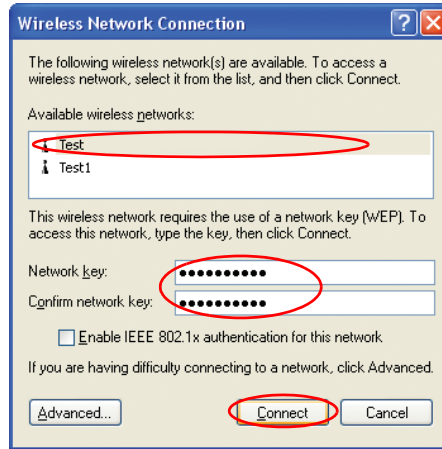 Wireless Network Connection
The following wireless network(s) are available. To access a
wireless network, select it from the list, and then click Connect.
Available wireless networks:
Test
Test1
This wireless network requires the use of a network key (WEP). To
access this network, type the key, then click Connect.
Network key: ●●●●●●●●●●
Confirm network key: ●●●●●●●●●●
Enable IEEE 802.1x authentication for this network
If you are having difficulty connecting to a network, click Advanced.
Advanced... Connect Cancel